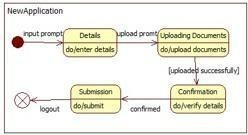 NewApplication
input prompt
Details
do/enter details
upload promt
Uploading Documents
do/upload documents
[uploaded successfully]
Confirmation
do/verify details
confirmed
Submission
do/submit
logout